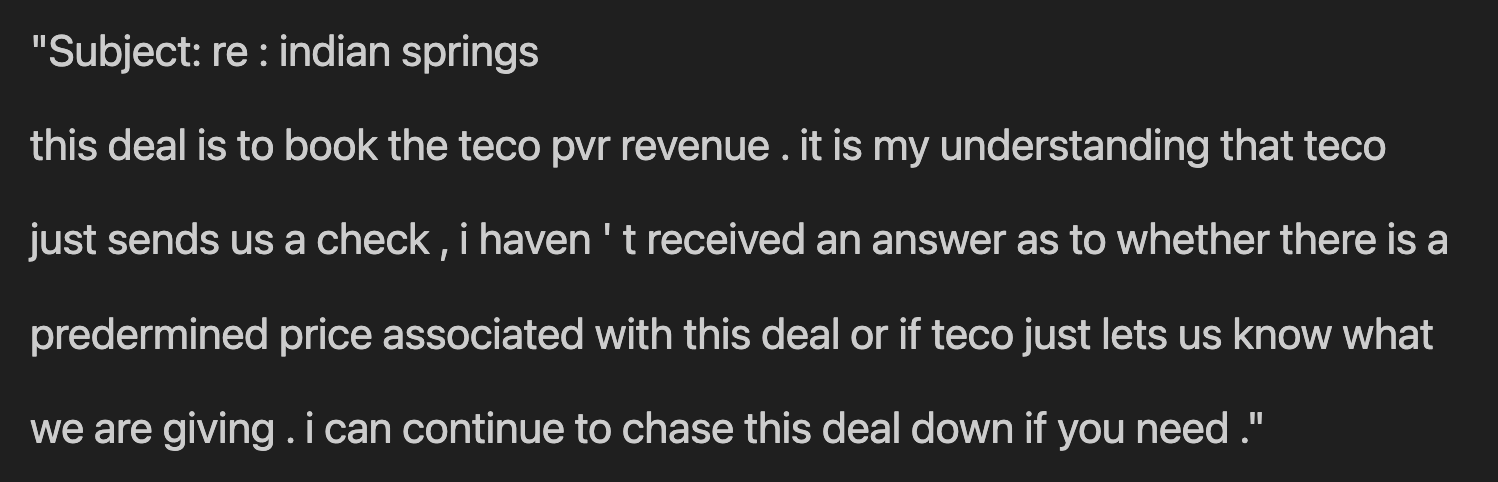 "Subject: re : indian springs
this deal is to book the teco pvr revenue . it is my understanding that teco
just sends us a check , i haven ' t received an answer as to whether there is a
predermined price associated with this deal or if teco just lets us know what
we are giving . i can continue to chase this deal down if you need ."